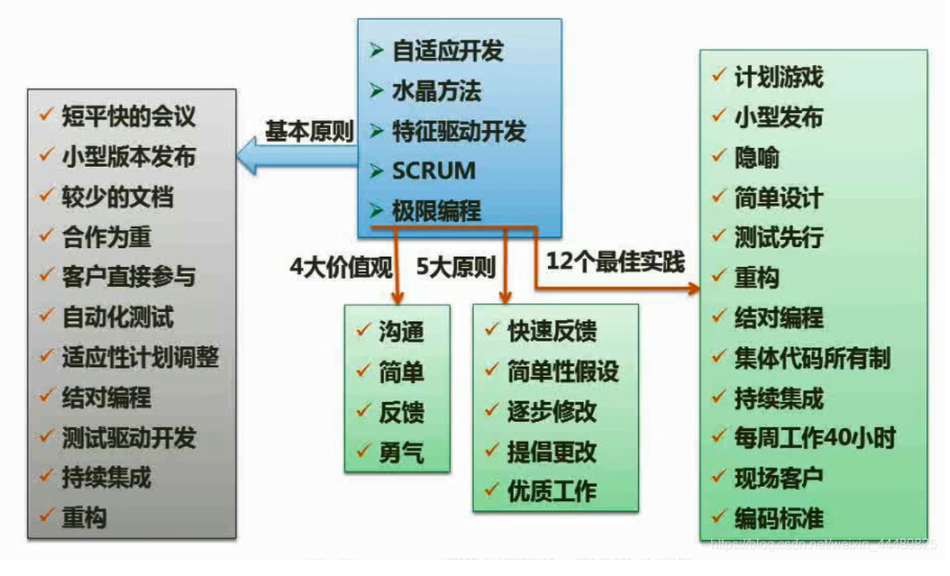 自适应开发
水晶方法
特征驱动开发
SCRUM
极限编程
基本原则
短平快的会议
小型版本发布
较少的文档
合作为重
客户直接参与
自动化测试
适应性计划调整
结对编程
测试驱动开发
持续集成
重构
4大价值观
沟通
简单
反馈
勇气
5大原则
快速反馈
简单性假设
逐步修改
提倡更改
优质工作
12个最佳实践
计划游戏
小型发布
隐喻
简单设计
测试先行
重构
结对编程
集体代码所有制
持续集成
每周工作40小时
现场客户
编码标准